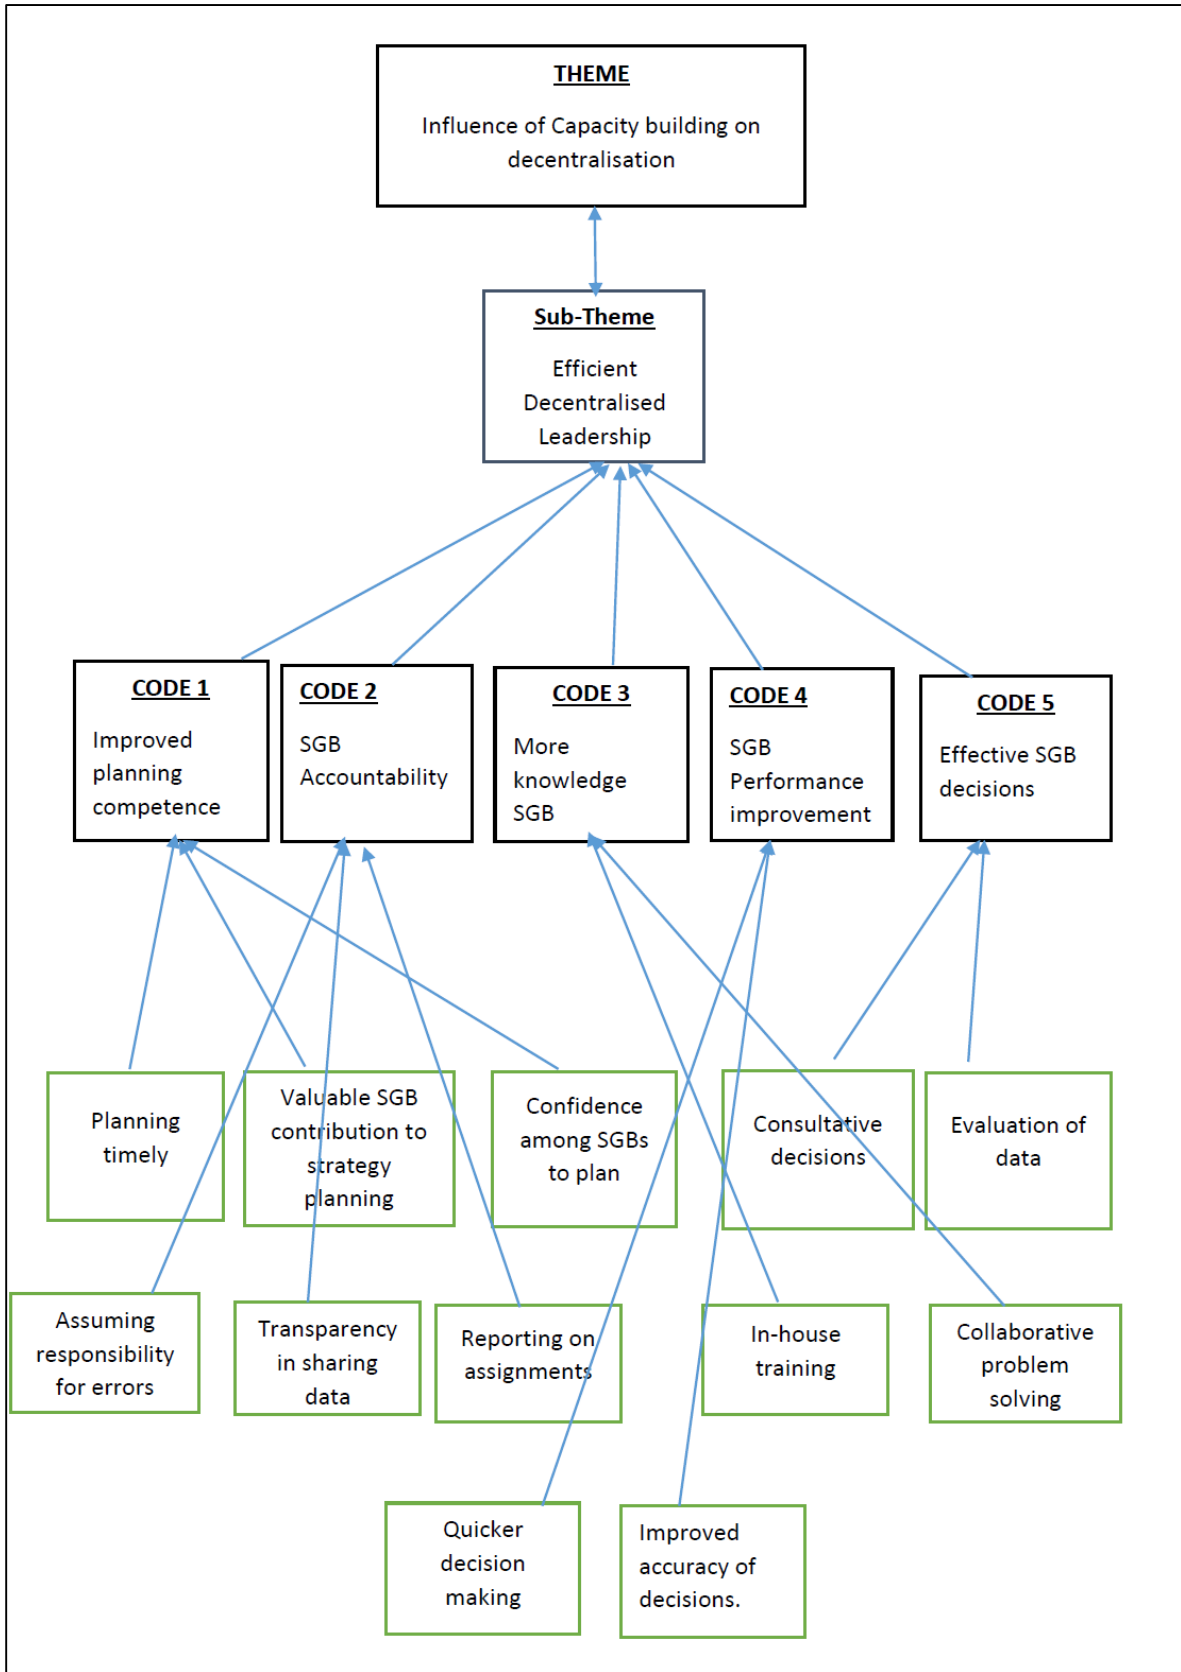 THEME
Influence of Capacity building on
decentralisation
Sub-Theme
Efficient
Decentralised
Leadership
CODE 1
Improved
planning
competence
CODE 2
SGB
Accountability
CODE 3
More
knowledge
SGB
CODE 4
SGB
Performance
improvement
CODE 5
Effective SGB
decisions
Planning
timely
Valuable SGB
contribution to
strategy
planning
Confidence
among SGBs
to plan
Consultative
decisions
Evaluation of
data
Assuming
responsibility
for errors
Transparency
in sharing
data
Reporting on
assignments
In-house
training
Collaborative
problem
solving
Quicker
decision
making
Improved
accuracy of
decisions.